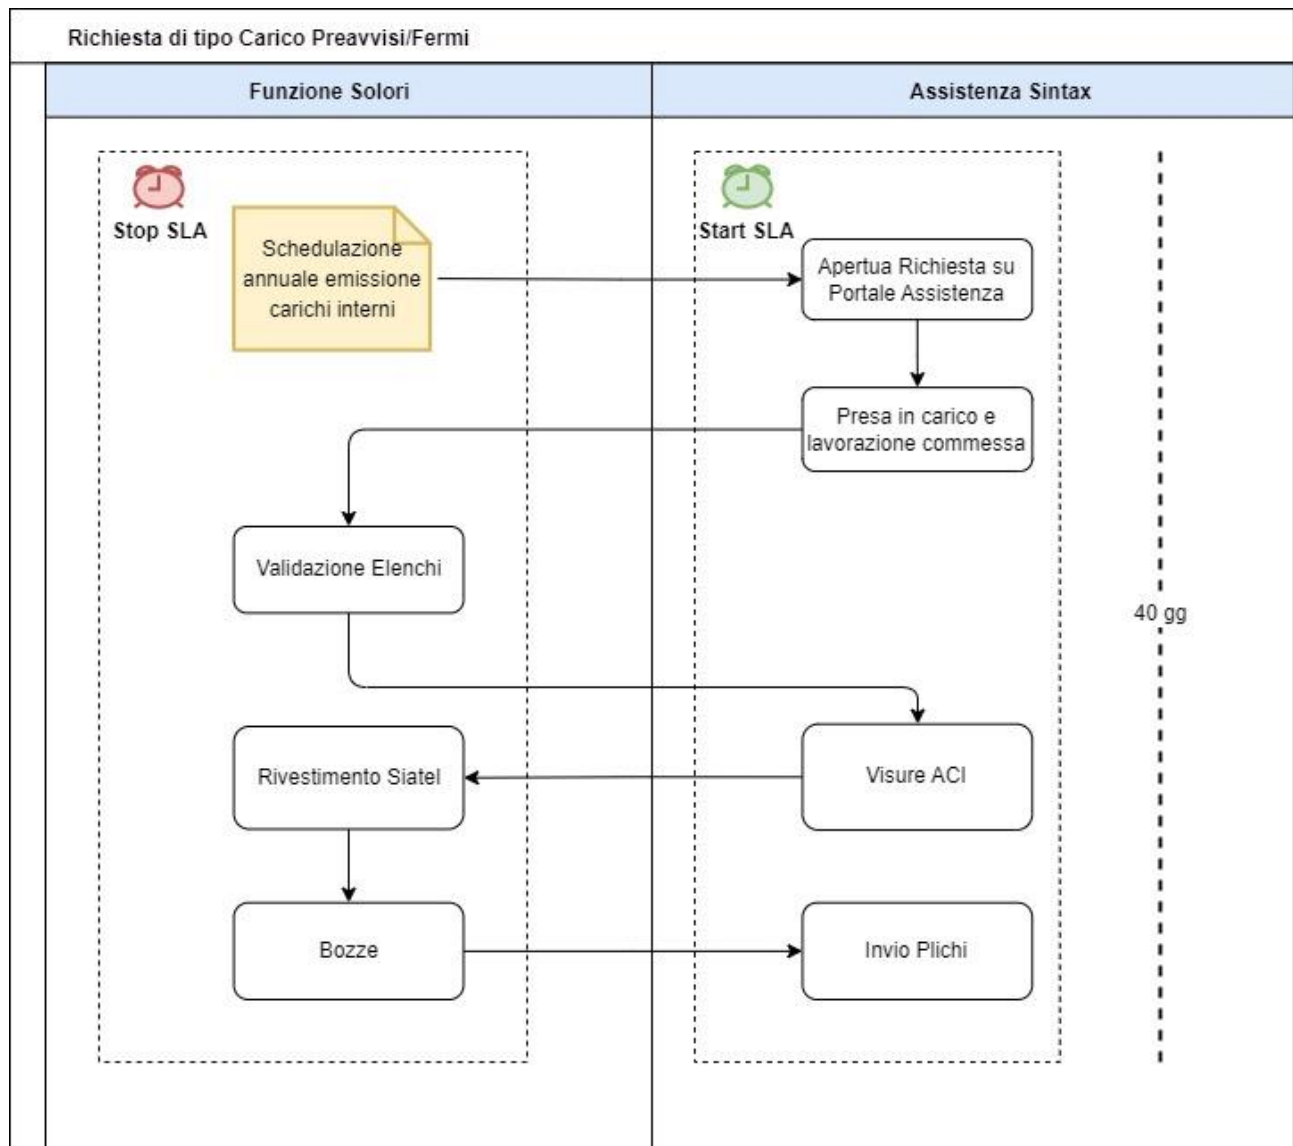 Richiesta di tipo Carico Preavvisi/Fermi
Funzione Solori
Assistenza Sintax
Stop SLA
Schedulazione
annuale emissione
carichi interni
Start SLA
Apertua Richiesta su
Portale Assistenza
Presa in carico e
lavorazione commessa
Validazione Elenchi
40 gg
Rivestimento Siatel
Visure ACI
Bozze
Invio Plichi